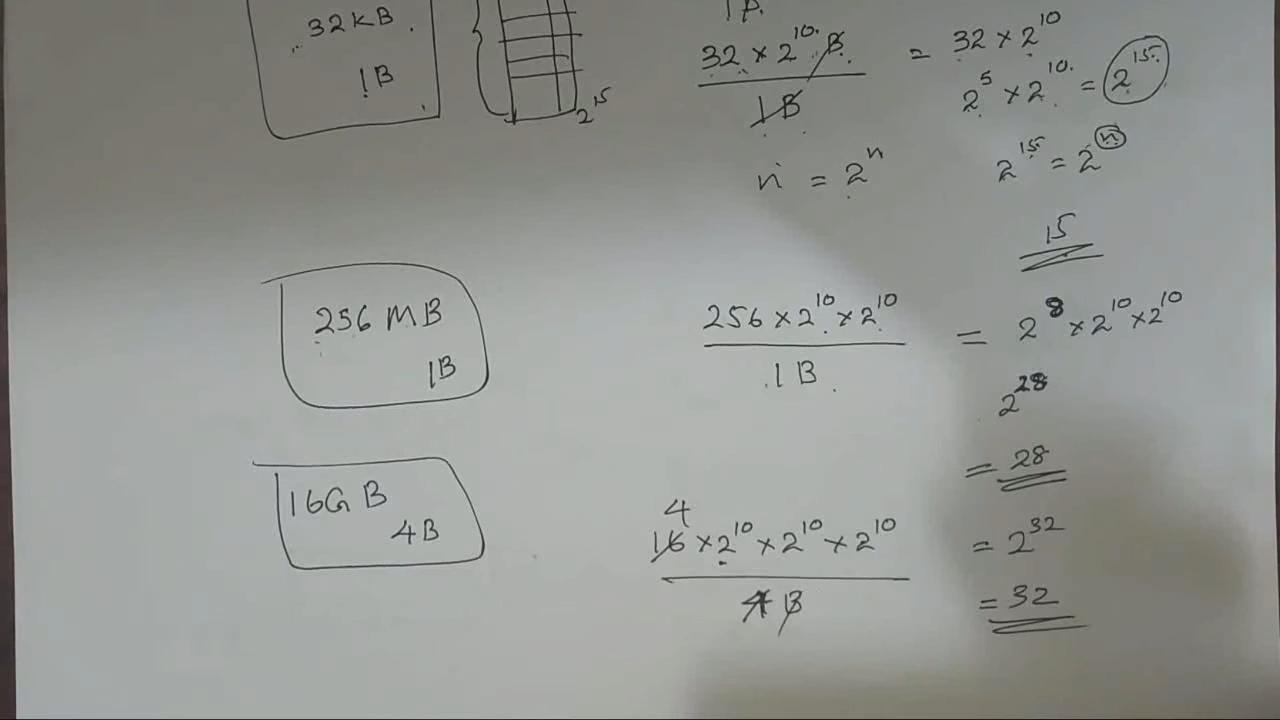 32KB.
1B
2^15
1B.
32 × 2^10 B = 32 × 2^10
1B
2^5 × 2^10 = 2^15
n = 2^n
2^15 = 2^n
15
256 MB
1B
256 × 2^10 × 2^10 = 2^8 × 2^10 × 2^10
1B
2^28
= 28
16GB
4B
4
16 × 2^10 × 2^10 × 2^10 = 2^32
4B
= 32